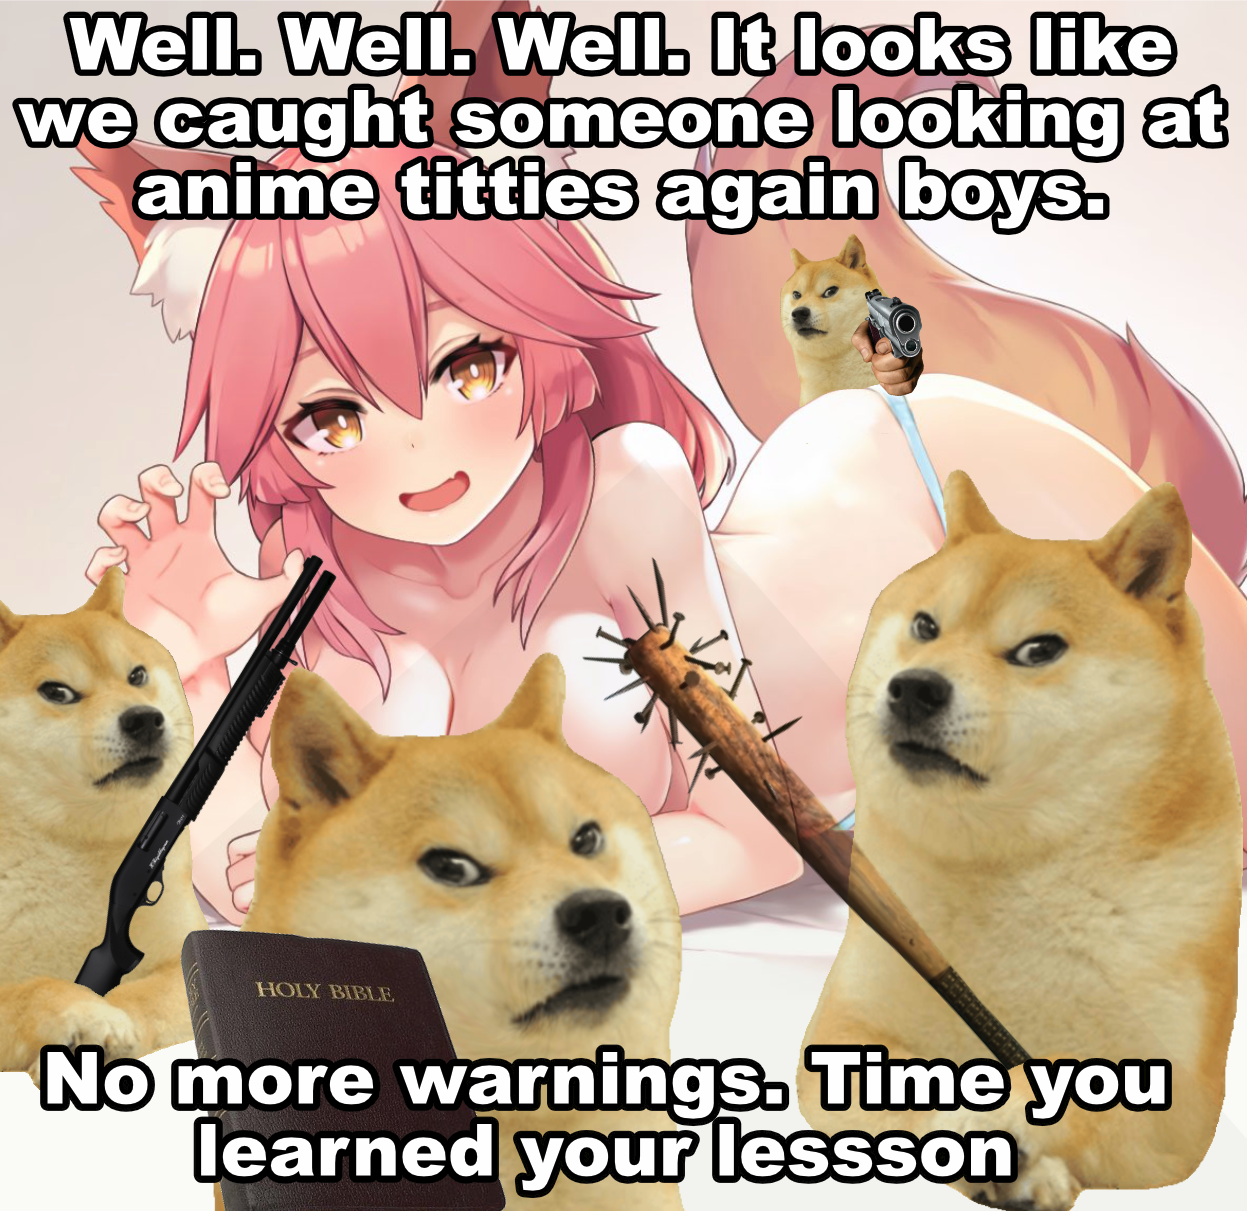 Well. Well. Well. It looks like
we caught someone looking at
anime titties again boys.
HOLY BIBLE
No more warnings. Time you
learned your lessson